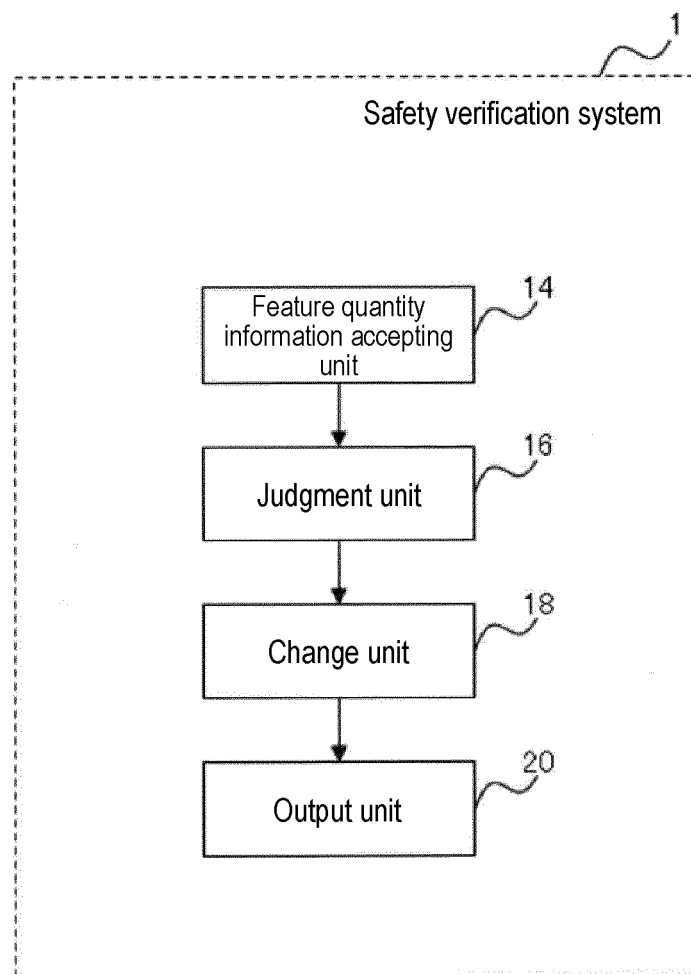 1
Safety verification system
14
Feature quantity
information accepting
unit
16
Judgment unit
18
Change unit
20
Output unit